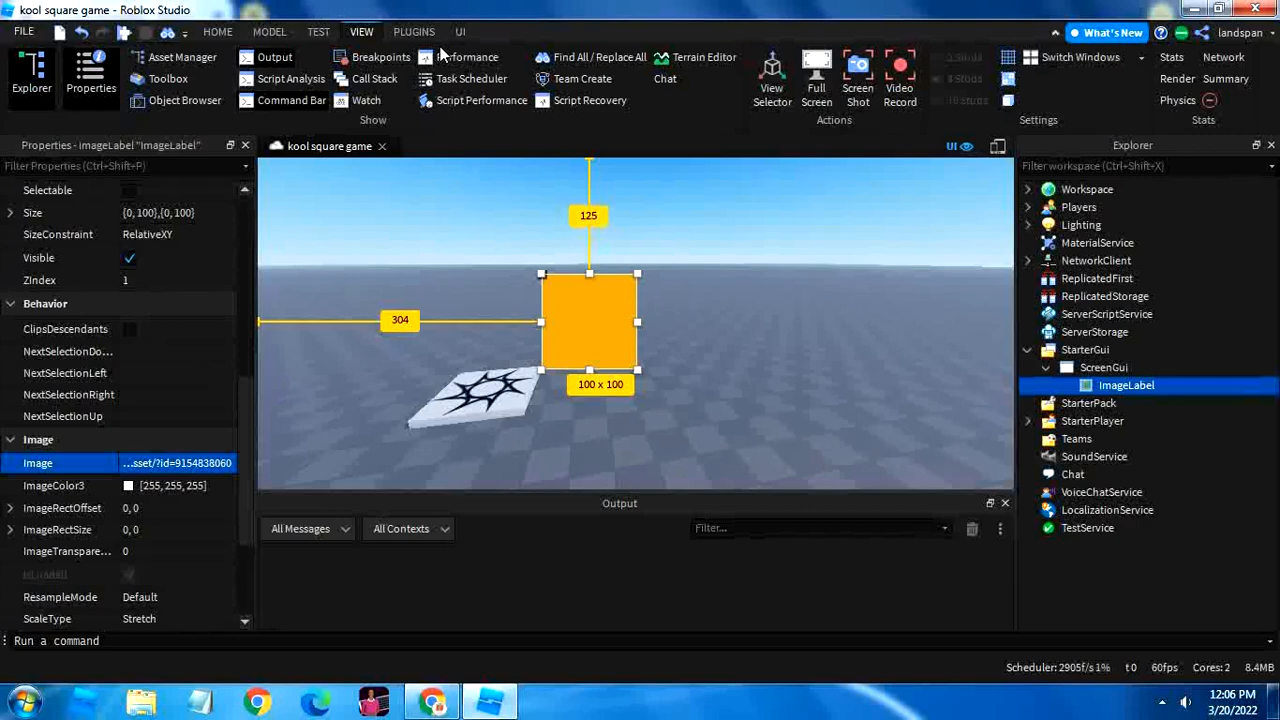 kool square game - Roblox Studio
FILE HOME MODEL TEST VIEW PLUGINS UI What's New landspan
Explorer Properties
Asset Manager Toolbox Object Browser
Output Script Analysis Command Bar
Breakpoints Call Stack Watch
Performance Task Scheduler Script Performance
Find All / Replace All Team Create Script Recovery
Terrain Editor Chat
Show
View Selector Full Screen Screen Shot Video Record
Actions
Switch Windows
Settings
Stats Network
Render Summary
Physics
Stats
Properties - ImageLabel "ImageLabel"
Filter Properties (Ctrl+Shift+P)
Selectable
Size {0, 100},{0, 100}
SizeConstraint RelativeXY
Visible
ZIndex 1
Behavior
ClipsDescendants
NextSelectionDo...
NextSelectionLeft
NextSelectionRight
NextSelectionUp
Image
Image ...sset/?id=9154838060
ImageColor3 [255, 255, 255]
ImageRectOffset 0, 0
ImageRectSize 0, 0
ImageTranspare... 0
ResampleMode Default
ScaleType Stretch
kool square game
UI
125
304
100 x 100
Output
All Messages All Contexts Filter...
Explorer
Filter workspace (Ctrl+Shift+X)
Workspace
Players
Lighting
MaterialService
NetworkClient
ReplicatedFirst
ReplicatedStorage
ServerScriptService
ServerStorage
StarterGui
ScreenGui
ImageLabel
StarterPack
StarterPlayer
Teams
SoundService
Chat
VoiceChatService
LocalizationService
TestService
Run a command
Scheduler: 2905f/s 1% t 0 60fps Cores: 2 8.4MB
12:06 PM
3/20/2022